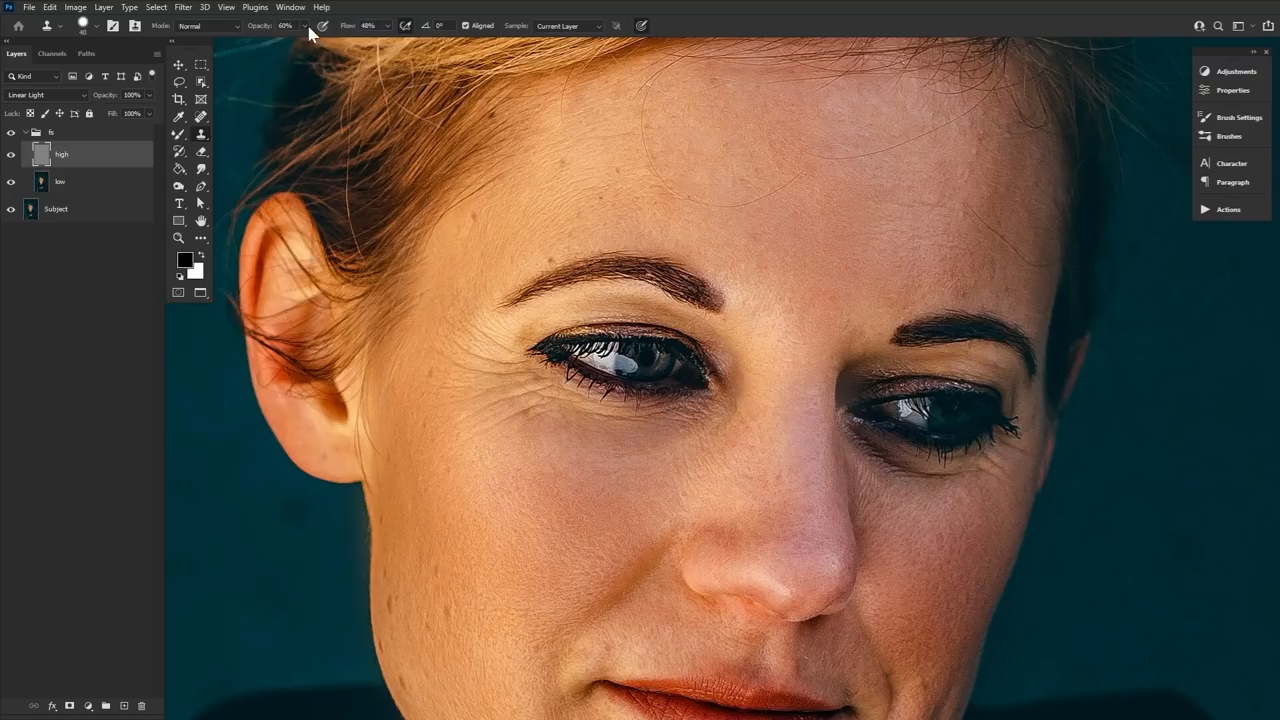 Ps File Edit Image Layer Type Select Filter 3D View Plugins Window Help
40 Mode: Normal Opacity: 60% Flow: 48% 0° Aligned Sample: Current Layer
Layers Channels Paths
Kind
Linear Light Opacity: 100%
Lock: Fill: 100%
fs
high
low
Subject
Adjustments
Properties
Brush Settings
Brushes
Character
Paragraph
Actions